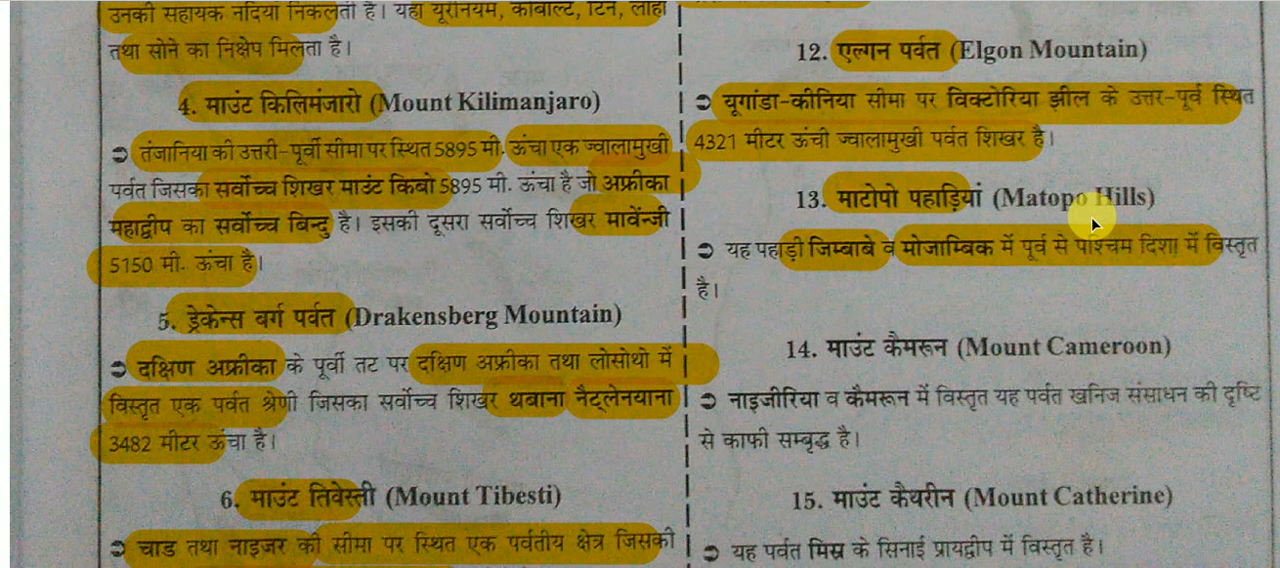 उनकी सहायक नदियां निकलती है। यहां यूरेनियम, कोबाल्ट, टिन, लोहा
तथा सोने का निक्षेप मिलता है।
4. माउंट किलिमंजारो (Mount Kilimanjaro)
➲ तंजानिया की उत्तरी-पूर्वी सीमा पर स्थित 5895 मी. ऊंचा एक ज्वालामुखी
पर्वत जिसका सर्वोच्च शिखर माउंट किबो 5895 मी. ऊंचा है जो अफ्रीका
महाद्वीप का सर्वोच्च बिन्दु है। इसकी दूसरा सर्वोच्च शिखर मावेंन्जी
5150 मी. ऊंचा है।
5. ड्रेकेन्स बर्ग पर्वत (Drakensberg Mountain)
➲ दक्षिण अफ्रीका के पूर्वी तट पर दक्षिण अफ्रीका तथा लोसोथो में
विस्तृत एक पर्वत श्रेणी जिसका सर्वोच्च शिखर थबाना नैट्लेनयाना
3482 मीटर ऊंचा है।
6. माउंट तिवेस्ती (Mount Tibesti)
➲ चाड तथा नाइजर की सीमा पर स्थित एक पर्वतीय क्षेत्र जिसकी
12. एल्गन पर्वत (Elgon Mountain)
➲ यूगांडा-कीनिया सीमा पर विक्टोरिया झील के उत्तर-पूर्व स्थित
4321 मीटर ऊंची ज्वालामुखी पर्वत शिखर है।
13. माटोपो पहाड़ियां (Matopo Hills)
➲ यह पहाड़ी जिम्बाबे व मोजाम्बिक में पूर्व से पश्चिम दिशा में विस्तृत
है।
14. माउंट कैमरून (Mount Cameroon)
➲ नाइजीरिया व कैमरून में विस्तृत यह पर्वत खनिज संसाधन की दृष्टि
से काफी सम्बृद्ध है।
15. माउंट कैथरीन (Mount Catherine)
➲ यह पर्वत मिस्र के सिनाई प्रायद्वीप में विस्तृत है।